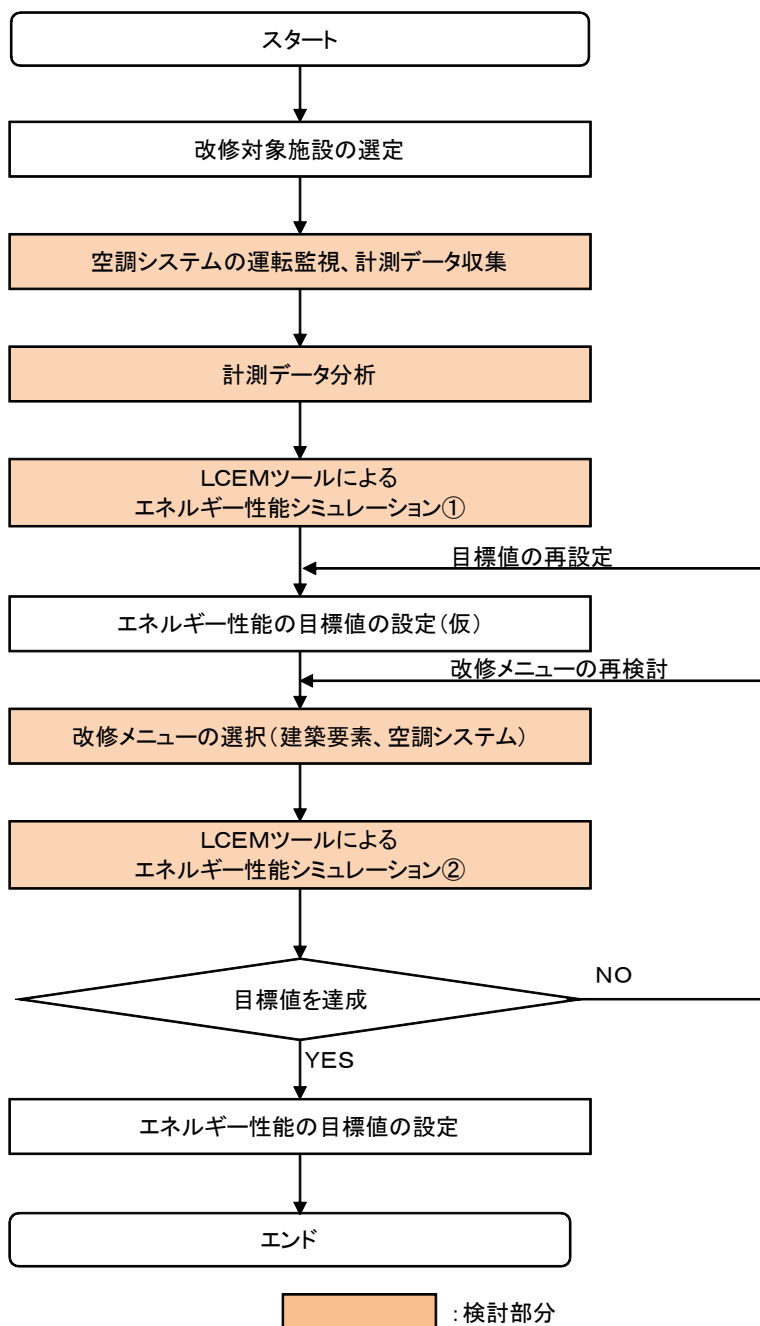 スタート
改修対象施設の選定
空調システムの運転監視、計測データ収集
計測データ分析
LCEMツールによる
エネルギー性能シミュレーション①
目標値の再設定
エネルギー性能の目標値の設定（仮）
改修メニューの再検討
改修メニューの選択（建築要素、空調システム）
LCEMツールによる
エネルギー性能シミュレーション②
目標値を達成
NO
YES
エネルギー性能の目標値の設定
エンド
：検討部分